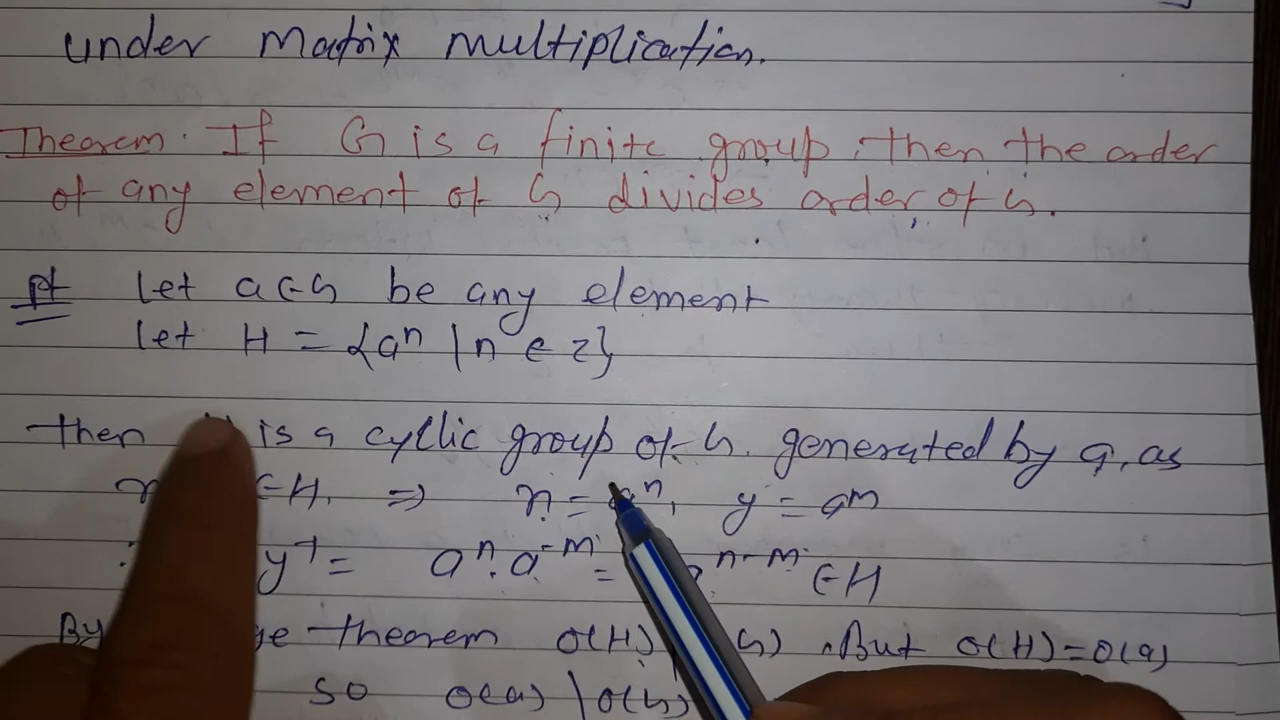 under Matrix multiplication.
Theorem. If G is a finite group, then the order
of any element of G divides order of G.
Pf Let a ∈ G be any element
let H = {aⁿ | n ∈ z}
then is a cyclic group of G. generated by a, as
∈ H, ⇒ x = aⁿ, y = aᵐ
y⁻¹ = aⁿ. a⁻ᵐ = ⁿ⁻ᵐ ∈ H
By theorem O(H) G) . But O(H) = O(a)
so O(a) | O(G)